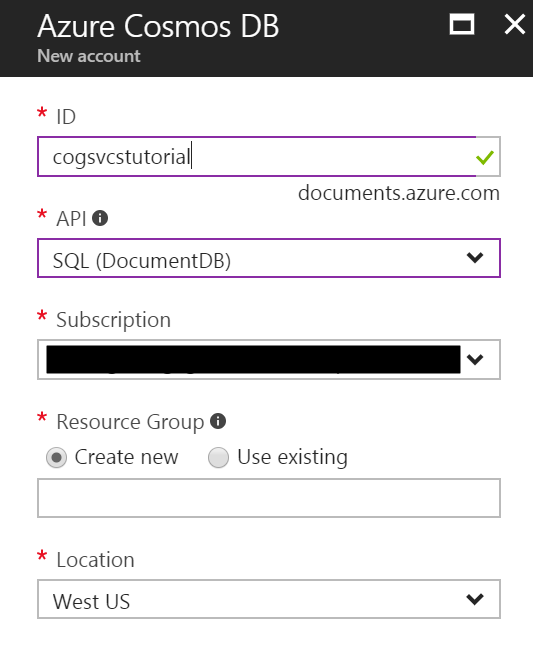 Azure Cosmos DB
New account
* ID
cogsvcstutorial
documents.azure.com
* API
SQL (DocumentDB)
* Subscription
* Resource Group
Create new Use existing
* Location
West US